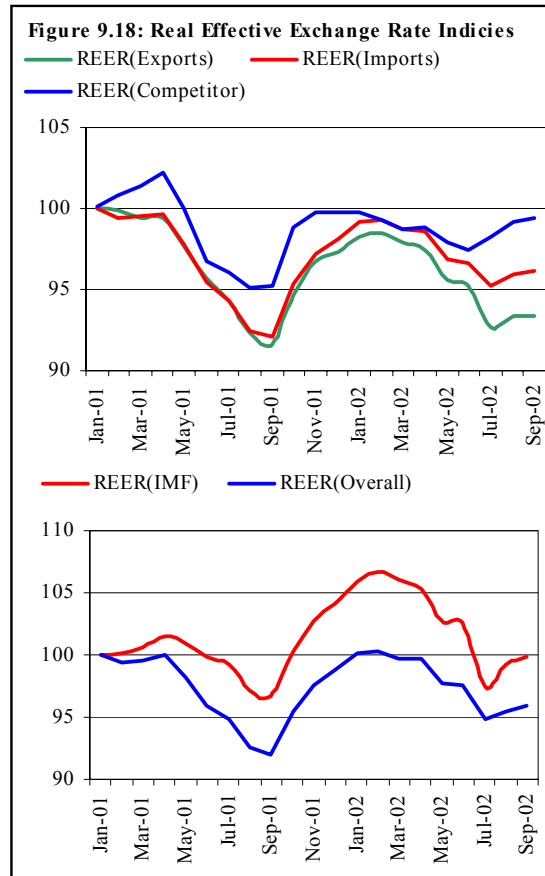 Figure 9.18: Real Effective Exchange Rate Indicies
REER(Exports) REER(Imports)
REER(Competitor)
105
100
95
90
Jan-01 Mar-01 May-01 Jul-01 Sep-01 Nov-01 Jan-02 Mar-02 May-02 Jul-02 Sep-02
REER(IMF) REER(Overall)
110
105
100
95
90
Jan-01 Mar-01 May-01 Jul-01 Sep-01 Nov-01 Jan-02 Mar-02 May-02 Jul-02 Sep-02